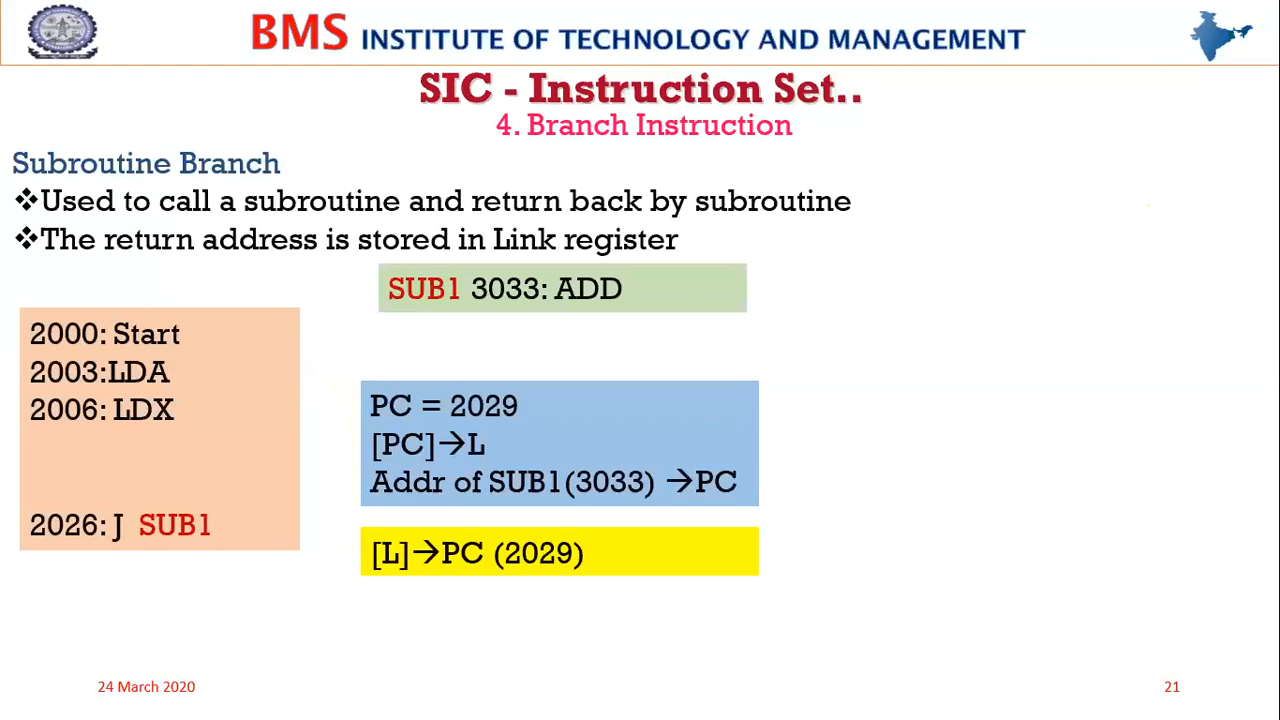 BMS INSTITUTE OF TECHNOLOGY AND MANAGEMENT
SIC - Instruction Set..
4. Branch Instruction
Subroutine Branch
❖Used to call a subroutine and return back by subroutine
❖The return address is stored in Link register
SUB1 3033: ADD
2000: Start
2003:LDA
2006: LDX
2026: J SUB1
PC = 2029
[PC]→L
Addr of SUB1(3033) →PC
[L]→PC (2029)
24 March 2020
21